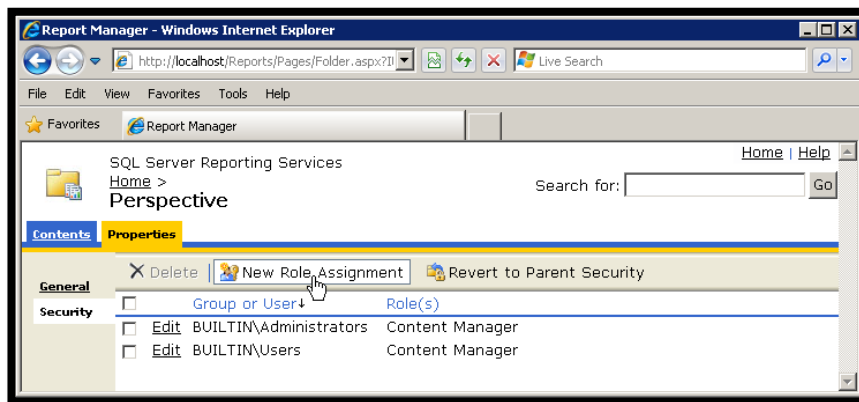 Report Manager - Windows Internet Explorer
http://localhost/Reports/Pages/Folder.aspx?I
Live Search
File Edit View Favorites Tools Help
Favorites Report Manager
Home | Help
SQL Server Reporting Services
Home >
Search for: Go
Perspective
Contents Properties
Delete | New Role Assignment Revert to Parent Security
General
Security
Group or User↓ Role(s)
Edit BUILTIN\Administrators Content Manager
Edit BUILTIN\Users Content Manager